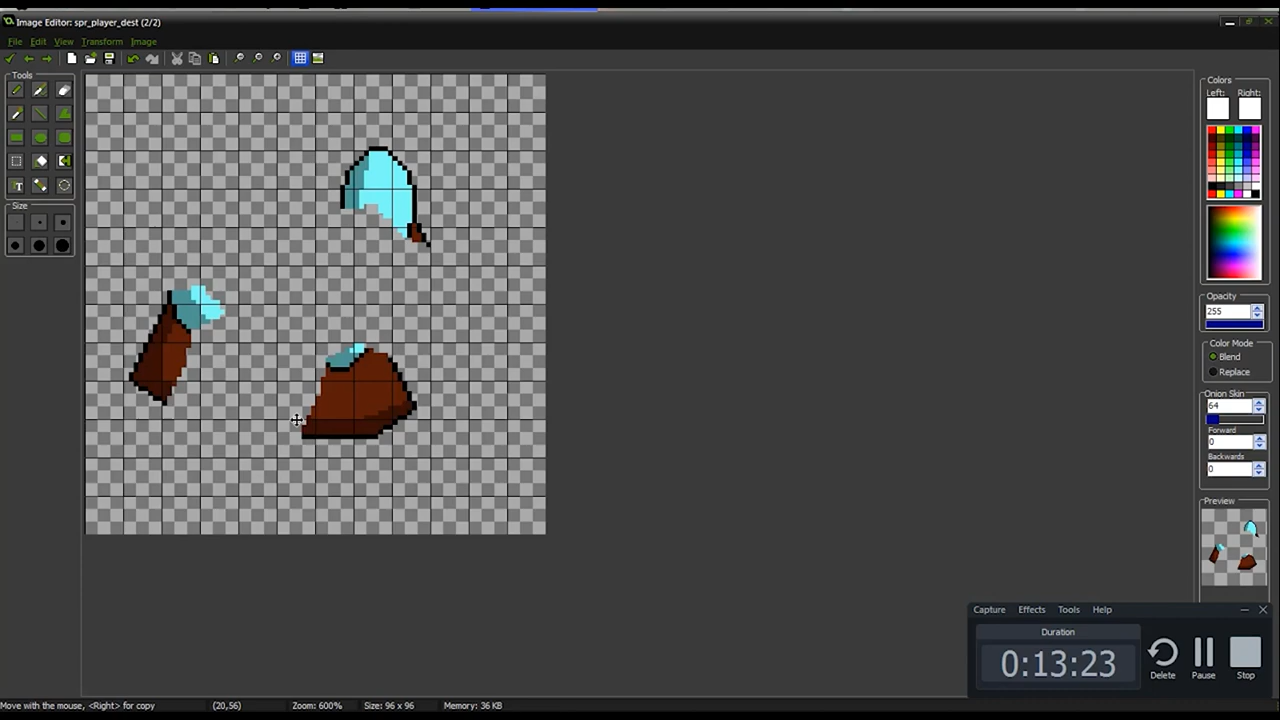 Image Editor: spr_player_dest (2/2)
File Edit View Transform Image
Tools
Size
Colors
Left: Right:
Opacity
255
Color Mode
Blend
Replace
Onion Skin
64
Forward
0
Backwards
0
Preview
Capture Effects Tools Help
Duration
0:13:23
Delete Pause Stop
Move with the mouse, <Right> for copy (20,56) Zoom: 600% Size: 96 x 96 Memory: 36 KB